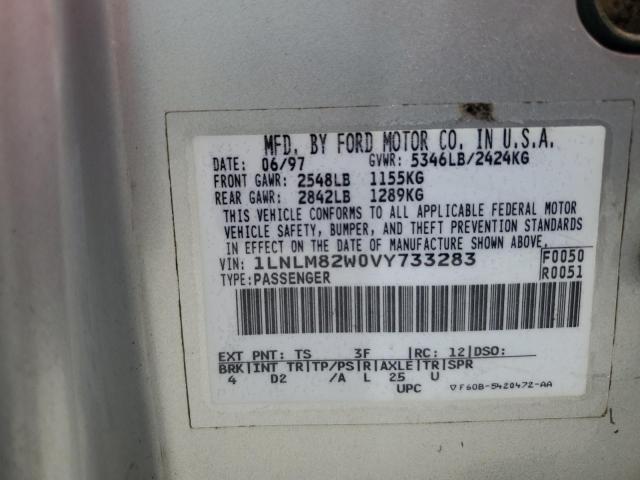 MFD. BY FORD MOTOR CO. IN U.S.A.
DATE: 06/97 GVWR: 5346LB/2424KG
FRONT GAWR: 2548LB 1155KG
REAR GAWR: 2842LB 1289KG
THIS VEHICLE CONFORMS TO ALL APPLICABLE FEDERAL MOTOR
VEHICLE SAFETY, BUMPER, AND THEFT PREVENTION STANDARDS
IN EFFECT ON THE DATE OF MANUFACTURE SHOWN ABOVE.
VIN: 1LNLM82W0VY733283 F0050
TYPE: PASSENGER R0051
EXT PNT: TS 3F RC: 12 DSO:
BRK INT TR TP/PS R AXLE TR SPR
4 D2 /A L 25 U
UPC ▽F60B-5420472-AA